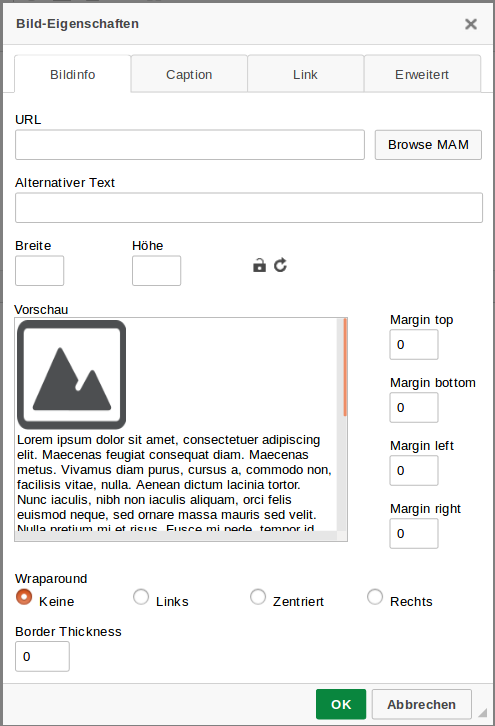 Bild-Eigenschaften
Bildinfo Caption Link Erweitert
URL
Browse MAM
Alternativer Text
Breite Höhe
Vorschau
Margin top
0
Margin bottom
0
Margin left
0
Margin right
0
Lorem ipsum dolor sit amet, consectetuer adipiscing
elit. Maecenas feugiat consequat diam. Maecenas
metus. Vivamus diam purus, cursus a, commodo non,
facilisis vitae, nulla. Aenean dictum lacinia tortor.
Nunc iaculis, nibh non iaculis aliquam, orci felis
euismod neque, sed ornare massa mauris sed velit.
Nulla pretium mi et risus. Fusce mi pede, tempor id
Wraparound
Keine Links Zentriert Rechts
Border Thickness
0
OK Abbrechen